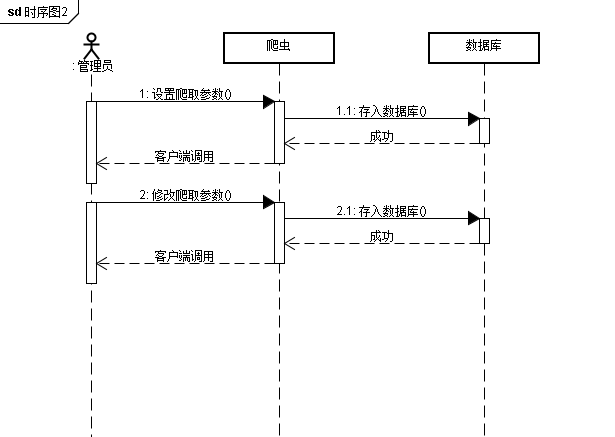 sd 时序图2
: 管理员
爬虫
数据库
1: 设置爬取参数()
1.1: 存入数据库()
成功
客户端调用
2: 修改爬取参数()
2.1: 存入数据库()
成功
客户端调用